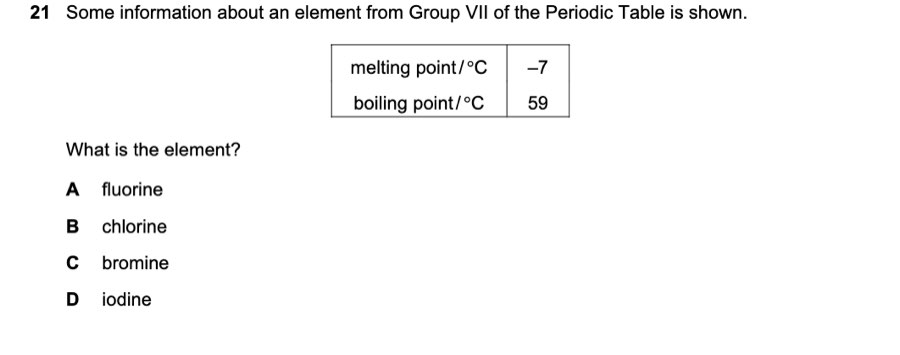 21 Some information about an element from Group VII of the Periodic Table is shown.
melting point/°C –7
boiling point/°C 59
What is the element?
A fluorine
B chlorine
C bromine
D iodine